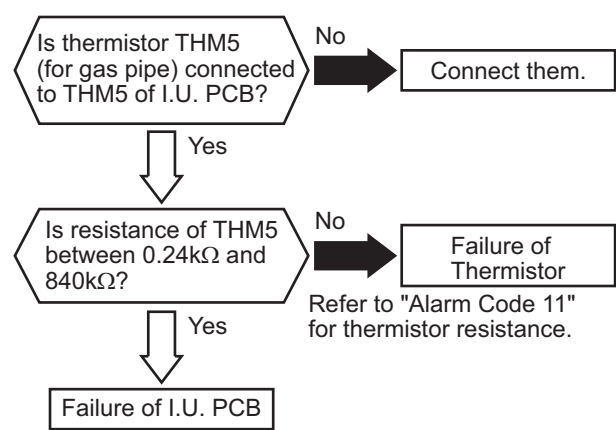 Is thermistor THM5
(for gas pipe) connected
to THM5 of I.U. PCB?
No
Connect them.
Yes
Is resistance of THM5
between 0.24kΩ and
840kΩ?
No
Failure of
Thermistor
Refer to "Alarm Code 11"
for thermistor resistance.
Yes
Failure of I.U. PCB